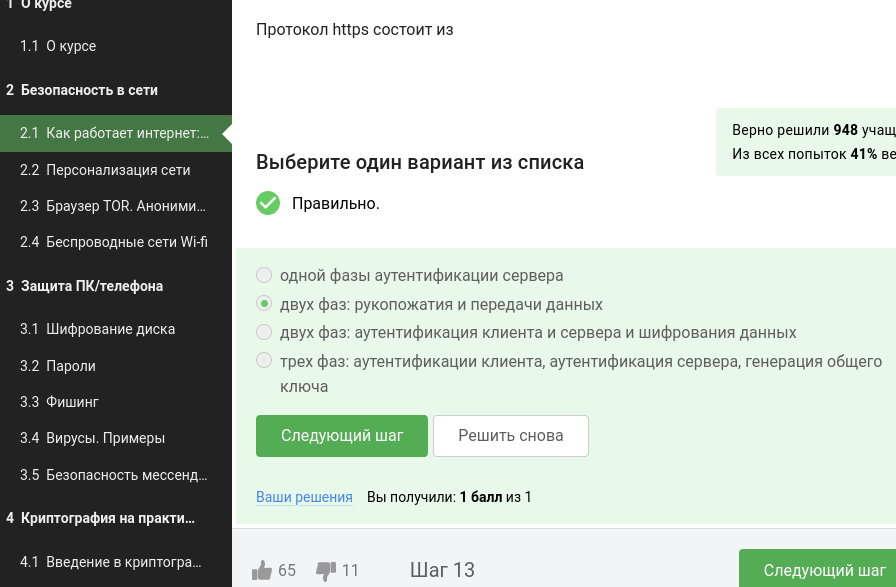 1 О курсе
1.1 О курсе
2 Безопасность в сети
2.1 Как работает интернет:...
2.2 Персонализация сети
2.3 Браузер TOR. Аноними...
2.4 Беспроводные сети Wi-fi
3 Защита ПК/телефона
3.1 Шифрование диска
3.2 Пароли
3.3 Фишинг
3.4 Вирусы. Примеры
3.5 Безопасность мессенд...
4 Криптография на практи...
4.1 Введение в криптогра...
Протокол https состоит из
Верно решили 948 учащ
Из всех попыток 41% ве
Выберите один вариант из списка
Правильно.
одной фазы аутентификации сервера
двух фаз: рукопожатия и передачи данных
двух фаз: аутентификация клиента и сервера и шифрования данных
трех фаз: аутентификации клиента, аутентификация сервера, генерация общего
ключа
Следующий шаг
Решить снова
Ваши решения Вы получили: 1 балл из 1
65 11 Шаг 13
Следующий шаг